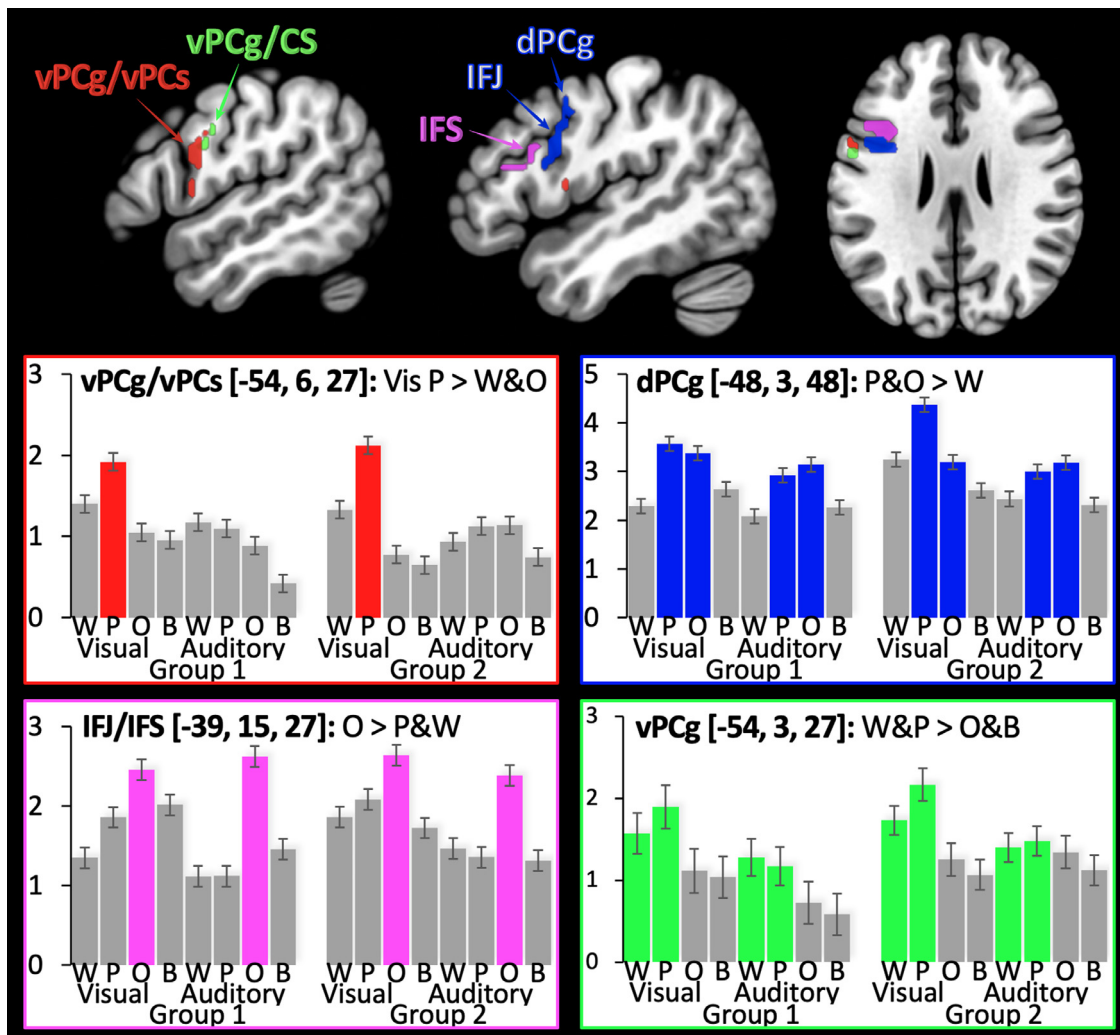 vPCg/CS
vPCg/vPCs
dPCg
IFJ
IFS
vPCg/vPCs [-54, 6, 27]: Vis P > W&O
3
2
1
0
W P O B W P O B
Visual Auditory
Group 1
W P O B W P O B
Visual Auditory
Group 2
dPCg [-48, 3, 48]: P&O > W
5
4
3
2
1
0
W P O B W P O B
Visual Auditory
Group 1
W P O B W P O B
Visual Auditory
Group 2
IFJ/IFS [-39, 15, 27]: O > P&W
3
2
1
0
W P O B W P O B
Visual Auditory
Group 1
W P O B W P O B
Visual Auditory
Group 2
vPCg [-54, 3, 27]: W&P > O&B
3
2
1
0
W P O B W P O B
Visual Auditory
Group 1
W P O B W P O B
Visual Auditory
Group 2